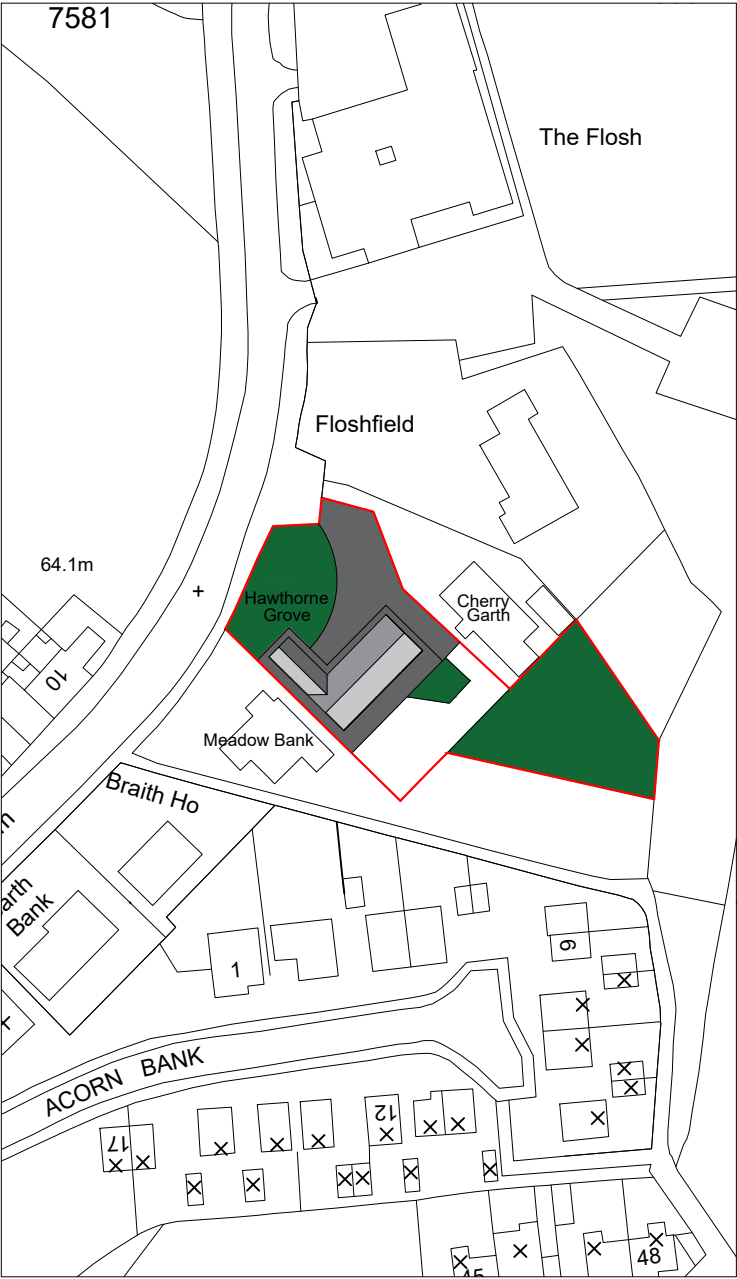 7581
The Flosh
Floshfield
64.1m
+
Hawthorne
Grove
Cherry
Garth
10
Meadow Bank
Braith Ho
arth
Bank
1
9
ACORN BANK
12
17
48